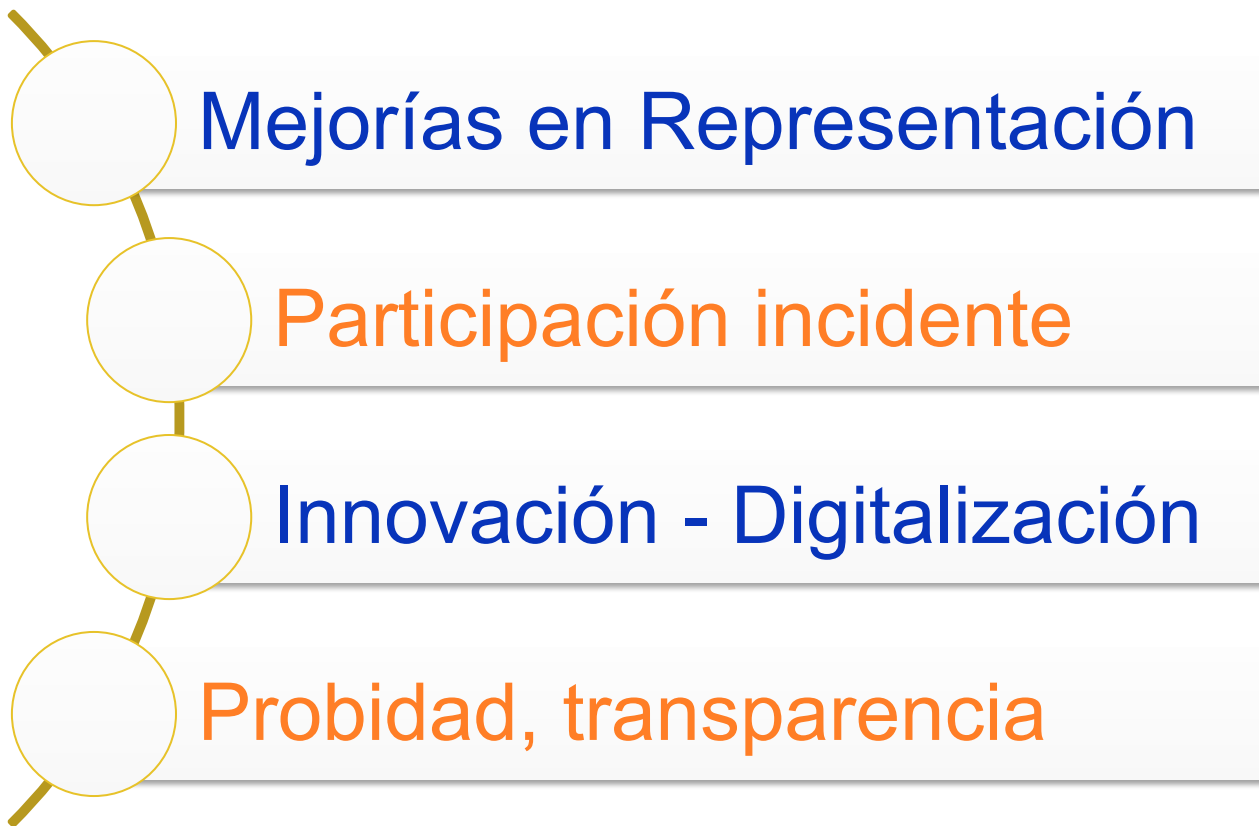 Mejorías en Representación
Participación incidente
Innovación - Digitalización
Probidad, transparencia